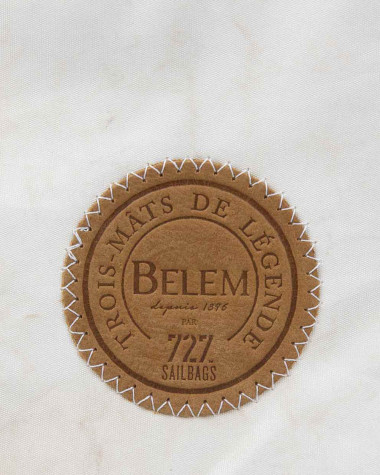 TROIS-MÂTS DE LÉGENDE
BELEM
depuis 1896
PAR
727
SAILBAGS